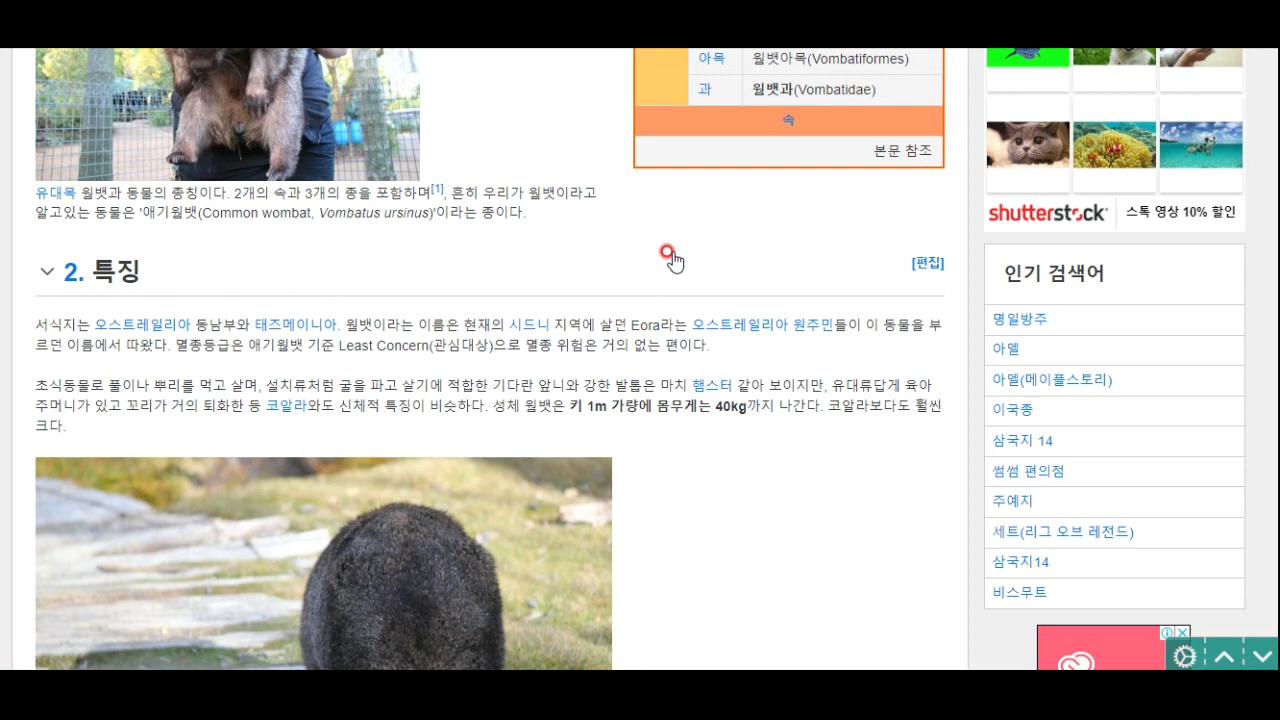 아목 웜뱃아목(Vombatiformes)
과 웜뱃과(Vombatidae)
속
본문 참조
유대목 웜뱃과 동물의 총칭이다. 2개의 속과 3개의 종을 포함하며[1], 흔히 우리가 웜뱃이라고
알고있는 동물은 '애기웜뱃(Common wombat, Vombatus ursinus)'이라는 종이다.
2. 특징
[편집]
서식지는 오스트레일리아 동남부와 태즈메이니아. 웜뱃이라는 이름은 현재의 시드니 지역에 살던 Eora라는 오스트레일리아 원주민들이 이 동물을 부
르던 이름에서 따왔다. 멸종등급은 애기웜뱃 기준 Least Concern(관심대상)으로 멸종 위험은 거의 없는 편이다.
초식동물로 풀이나 뿌리를 먹고 살며, 설치류처럼 굴을 파고 살기에 적합한 기다란 앞니와 강한 발톱은 마치 햄스터 같아 보이지만, 유대류답게 육아
주머니가 있고 꼬리가 거의 퇴화한 등 코알라와도 신체적 특징이 비슷하다. 성체 웜뱃은 키 1m 가량에 몸무게는 40kg까지 나간다. 코알라보다도 훨씬
크다.
shutterstock 스톡 영상 10% 할인
인기 검색어
명일방주
아델
아델(메이플스토리)
이국종
삼국지 14
썸썸 편의점
주예지
세트(리그 오브 레전드)
삼국지14
비스무트